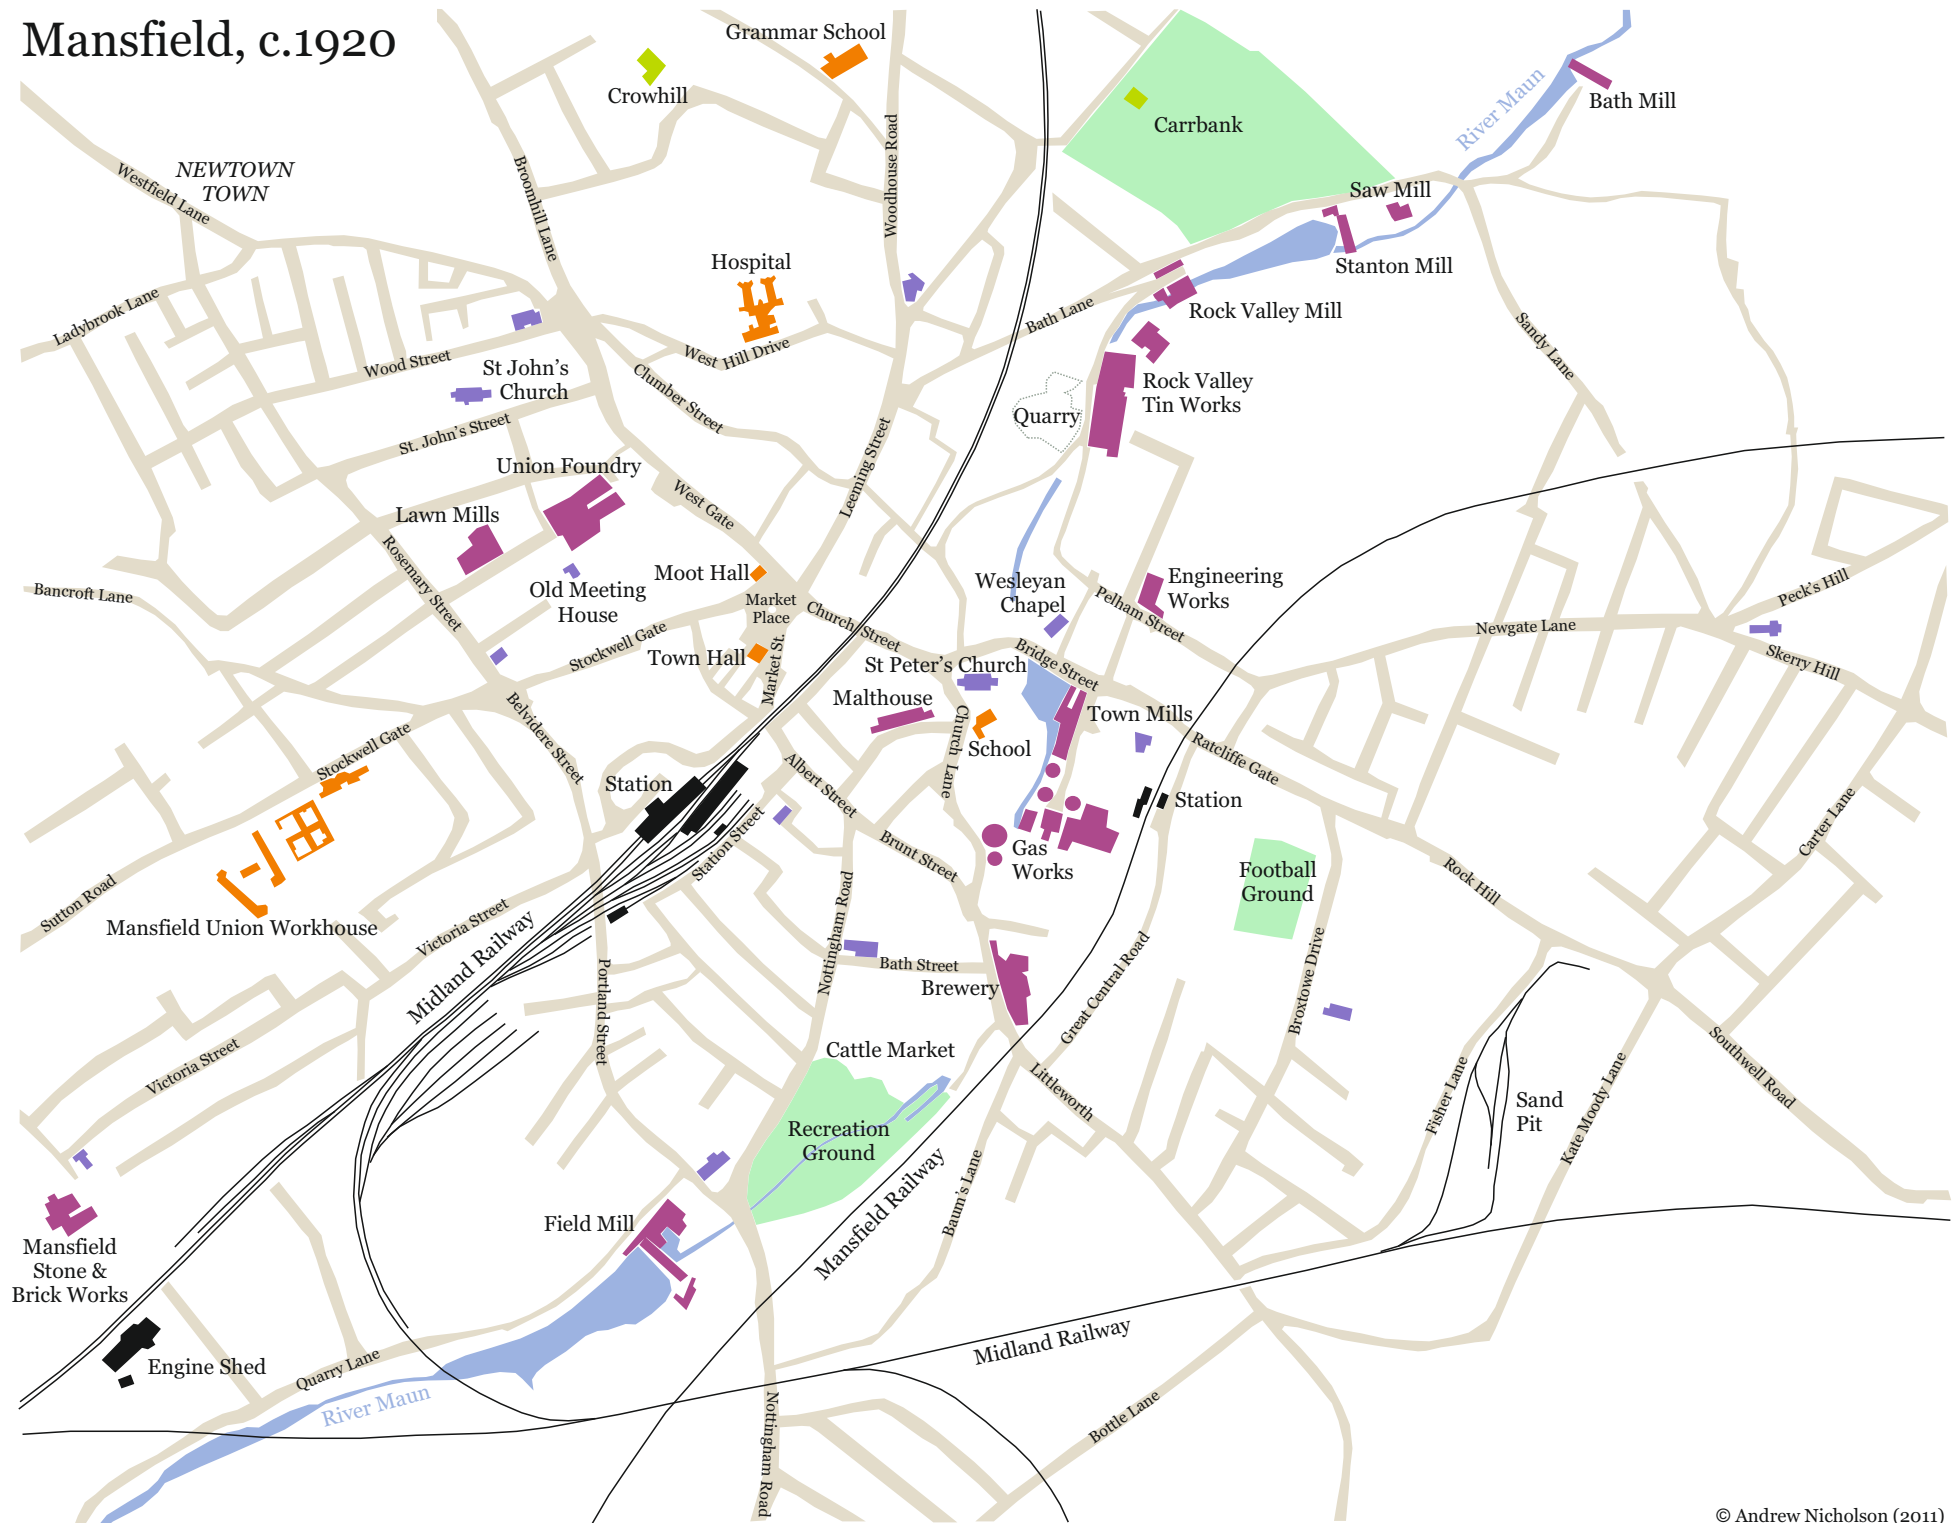 Mansfield, c.1920
Grammar School
Crowhill
Carrbank
River Maun
Bath Mill
NEWTOWN
TOWN
Westfield Lane
Broomhill Lane
Woodhouse Road
Saw Mill
Stanton Mill
Hospital
Ladybrook Lane
Rock Valley Mill
Bath Lane
Sandy Lane
Wood Street
West Hill Drive
St John's
Church
Clumber Street
Rock Valley
Tin Works
Quarry
St. John's Street
Leeming Street
Union Foundry
West Gate
Lawn Mills
Rosemary Street
Moot Hall
Old Meeting
House
Market
Place
Church Street
Wesleyan
Chapel
Engineering
Works
Pelham Street
Bancroft Lane
Peck's Hill
Newgate Lane
Skerry Hill
Stockwell Gate
Town Hall
Market St.
St Peter's Church
Bridge Street
Malthouse
Church Lane
School
Town Mills
Ratcliffe Gate
Belvidere Street
Stockwell Gate
Station
Albert Street
Station
Station Street
Brunt Street
Gas
Works
Football
Ground
Rock Hill
Carter Lane
Sutton Road
Mansfield Union Workhouse
Victoria Street
Midland Railway
Nottingham Road
Bath Street
Brewery
Great Central Road
Broxtowe Drive
Portland Street
Victoria Street
Cattle Market
Littleworth
Fisher Lane
Sand
Pit
Kate Moody Lane
Southwell Road
Recreation
Ground
Baum's Lane
Mansfield Railway
Field Mill
Mansfield
Stone &
Brick Works
Engine Shed
Quarry Lane
River Maun
Midland Railway
Bottle Lane
Nottingham Road
© Andrew Nicholson (2011)